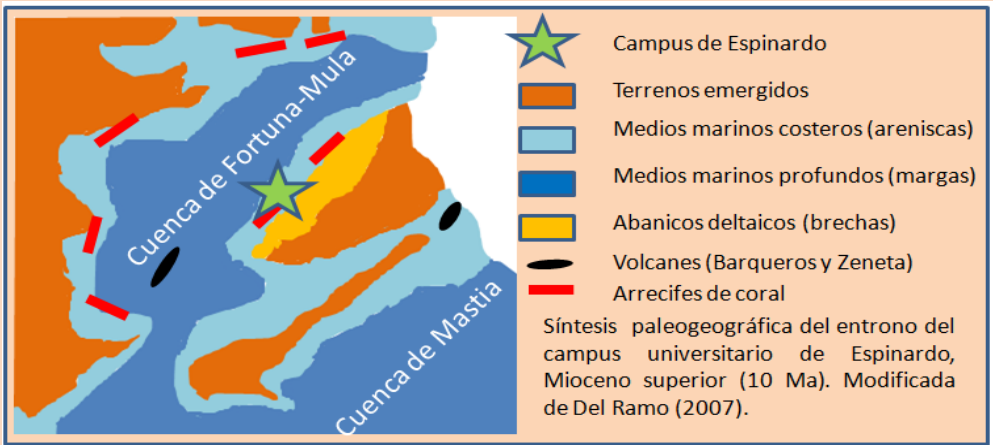 Cuenca de Fortuna-Mula
Cuenca de Mastia
Campus de Espinardo
Terrenos emergidos
Medios marinos costeros (areniscas)
Medios marinos profundos (margas)
Abanicos deltaicos (brechas)
Volcanes (Barqueros y Zeneta)
Arrecifes de coral
Síntesis paleogeográfica del entrono del
campus universitario de Espinardo,
Mioceno superior (10 Ma). Modificada
de Del Ramo (2007).